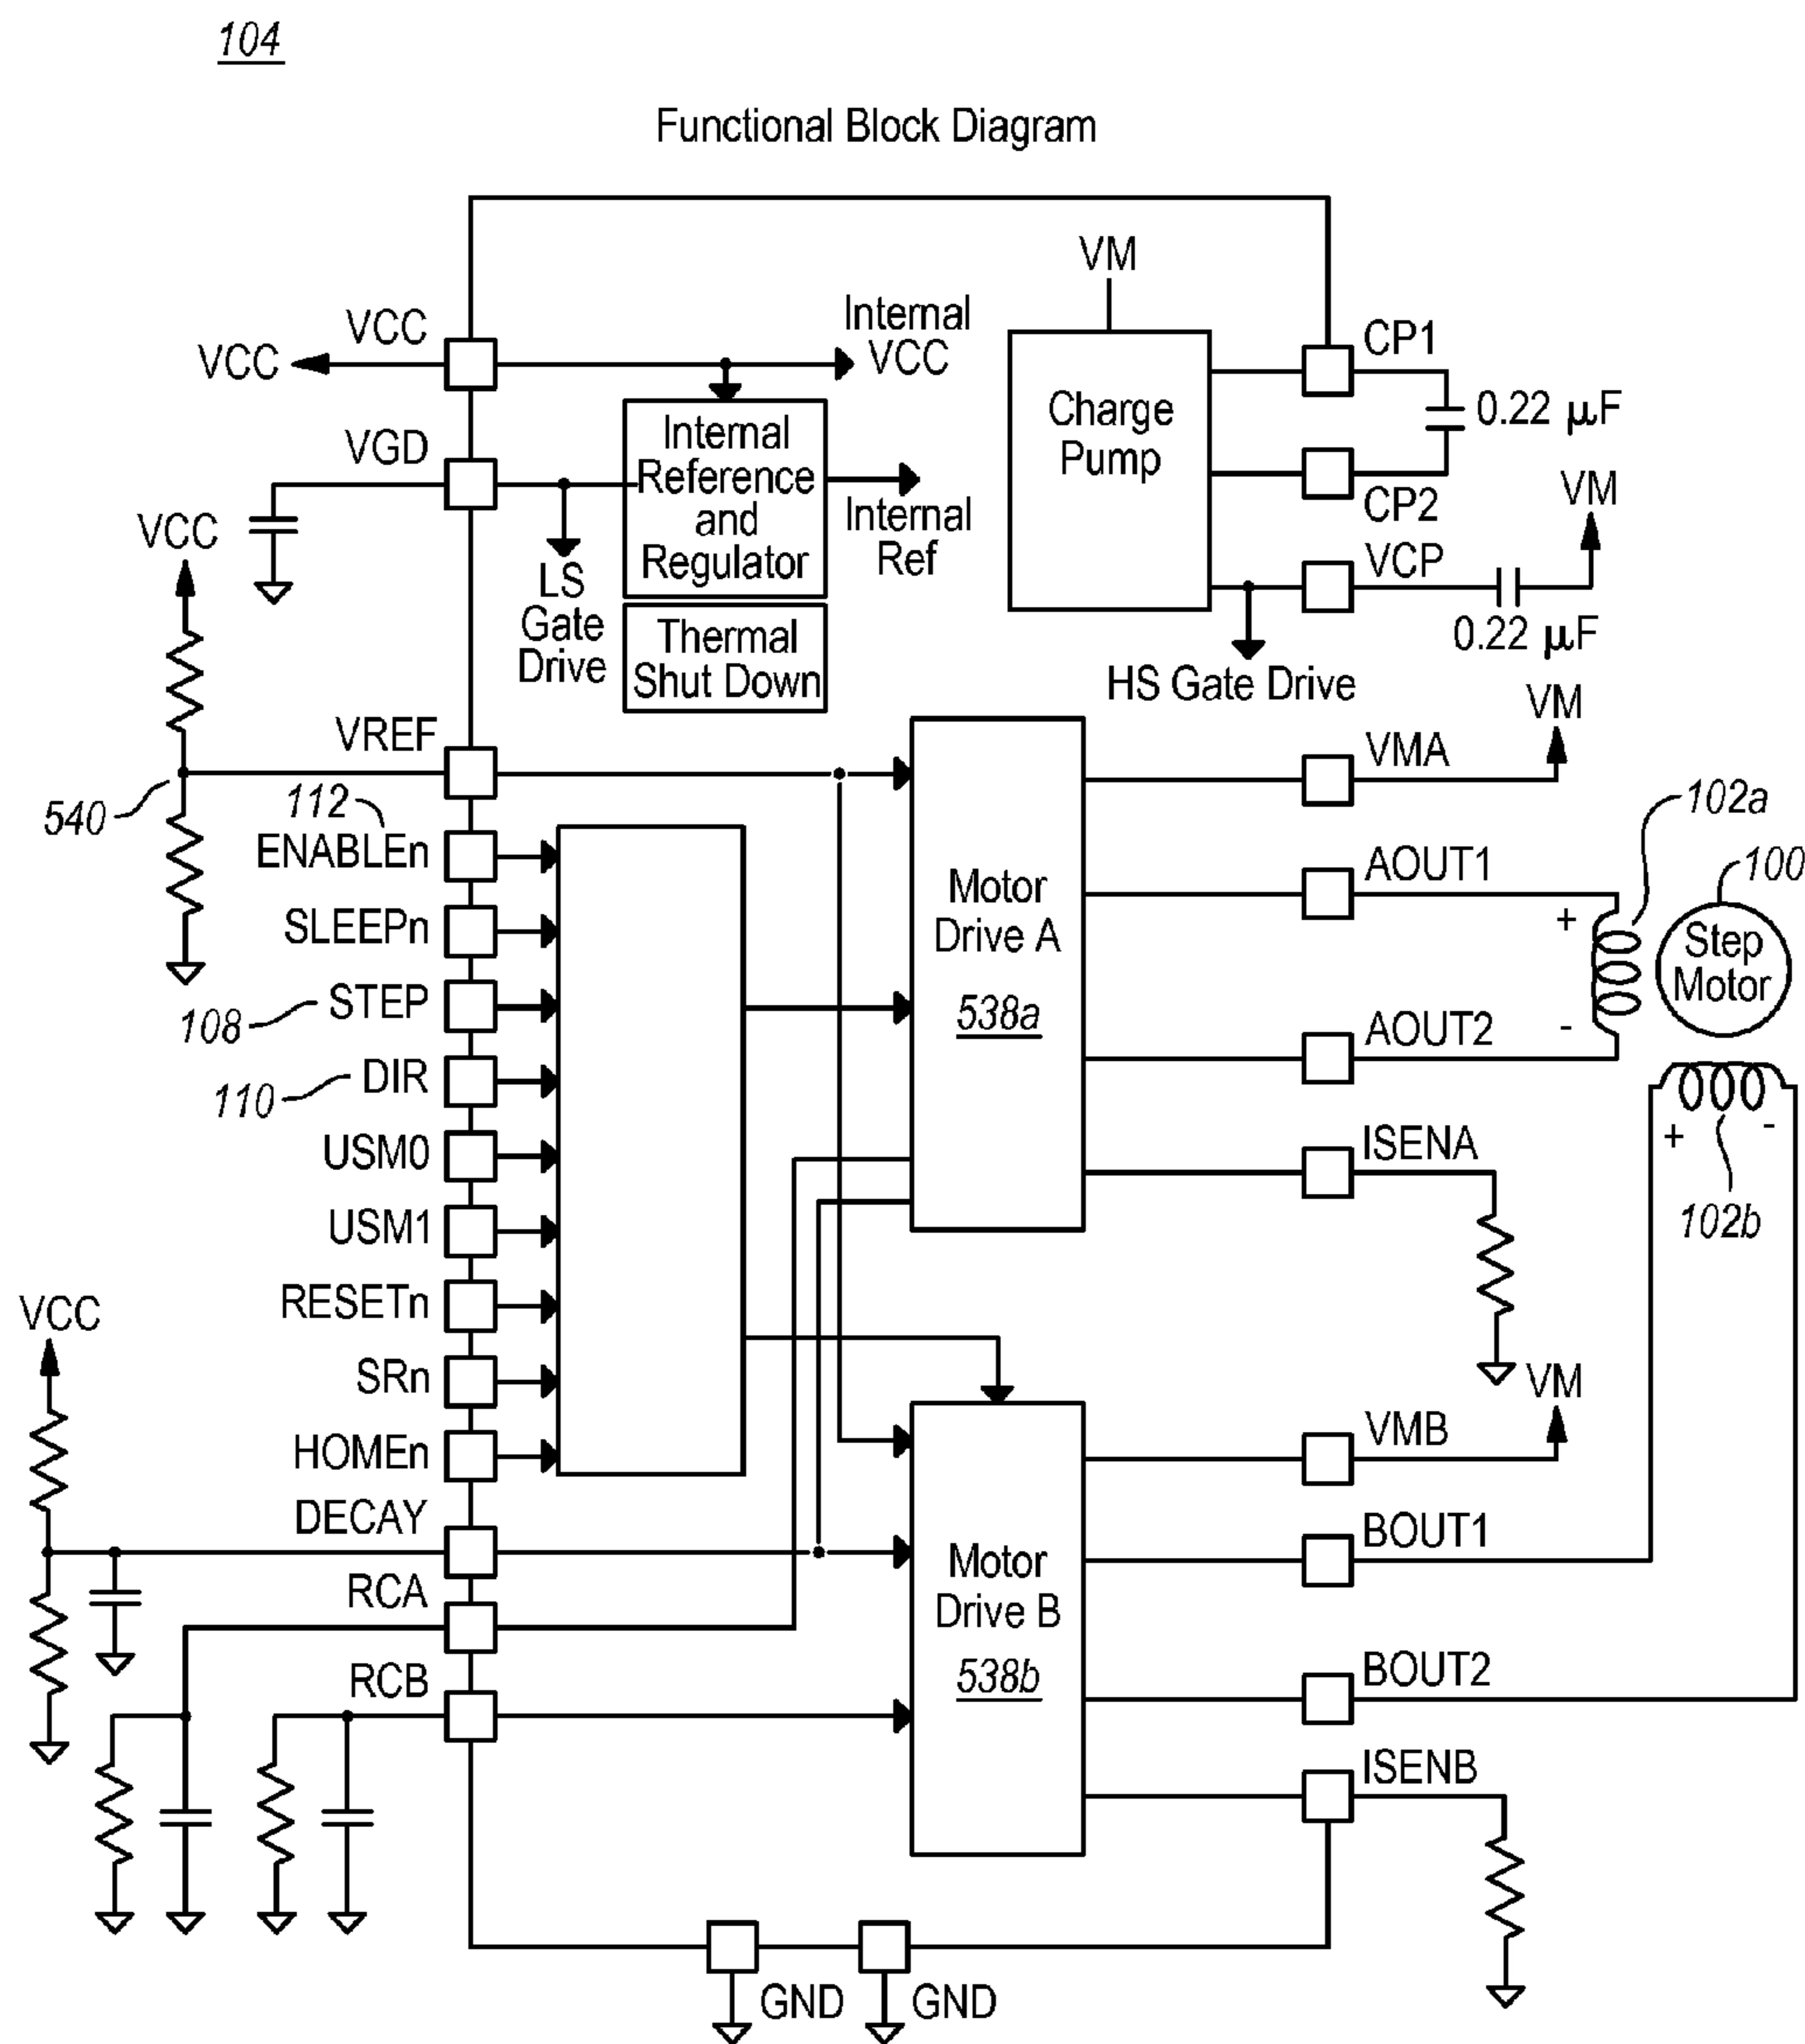 104
Functional Block Diagram
VM
VCC
VCC
Internal
VCC
CP1
0.22 µF
Charge
Pump
CP2
VGD
Internal
Reference
and
Regulator
Internal
Ref
VM
VCP
0.22 µF
VCC
LS
Gate
Drive
Thermal
Shut Down
HS Gate Drive
VM
VREF
540
112
ENABLEn
SLEEPn
108
STEP
110
DIR
USM0
USM1
RESETn
SRn
HOMEn
VCC
DECAY
RCA
RCB
Motor
Drive A
538a
VMA
AOUT1
AOUT2
ISENA
102a
100
+
-
Step
Motor
+
-
102b
VM
Motor
Drive B
538b
VMB
BOUT1
BOUT2
ISENB
GND
GND